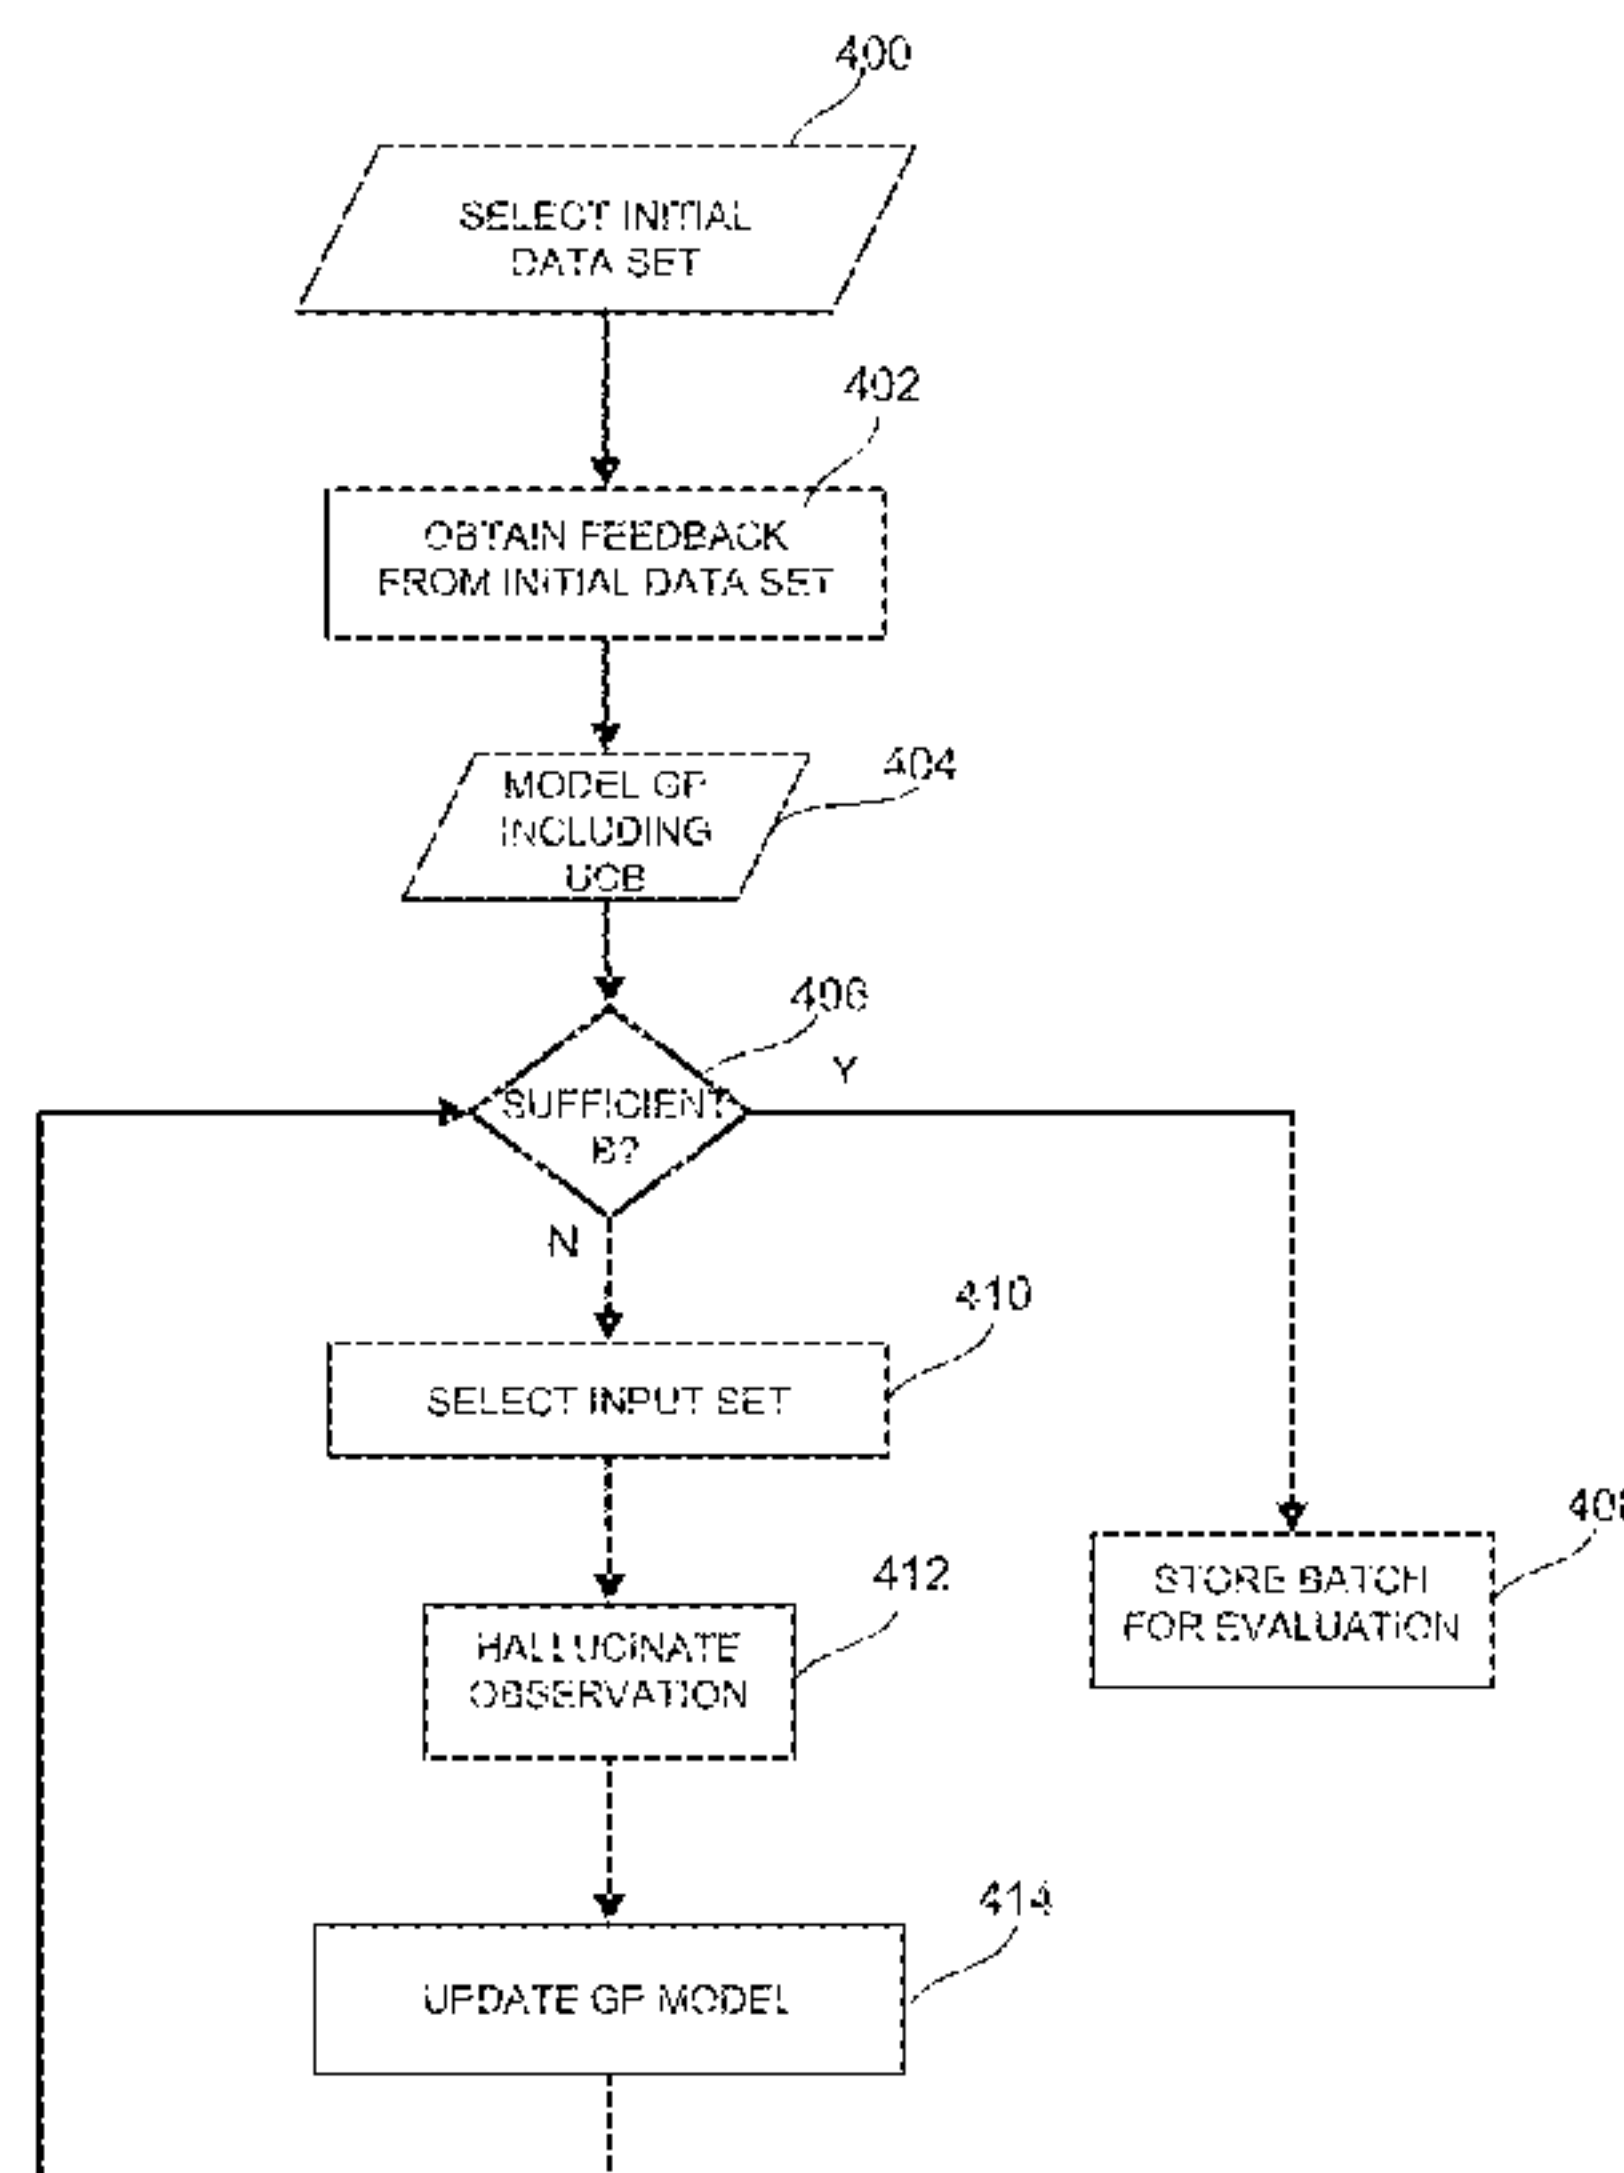 400
SELECT INITIAL
DATA SET
402
OBTAIN FEEDBACK
FROM INITIAL DATA SET
404
MODEL GP
INCLUDING
UCB
406
Y
SUFFICIENT
B?
N
410
SELECT INPUT SET
412
HALLUCINATE
OBSERVATION
STORE BATCH
FOR EVALUATION
414
UPDATE GP MODEL